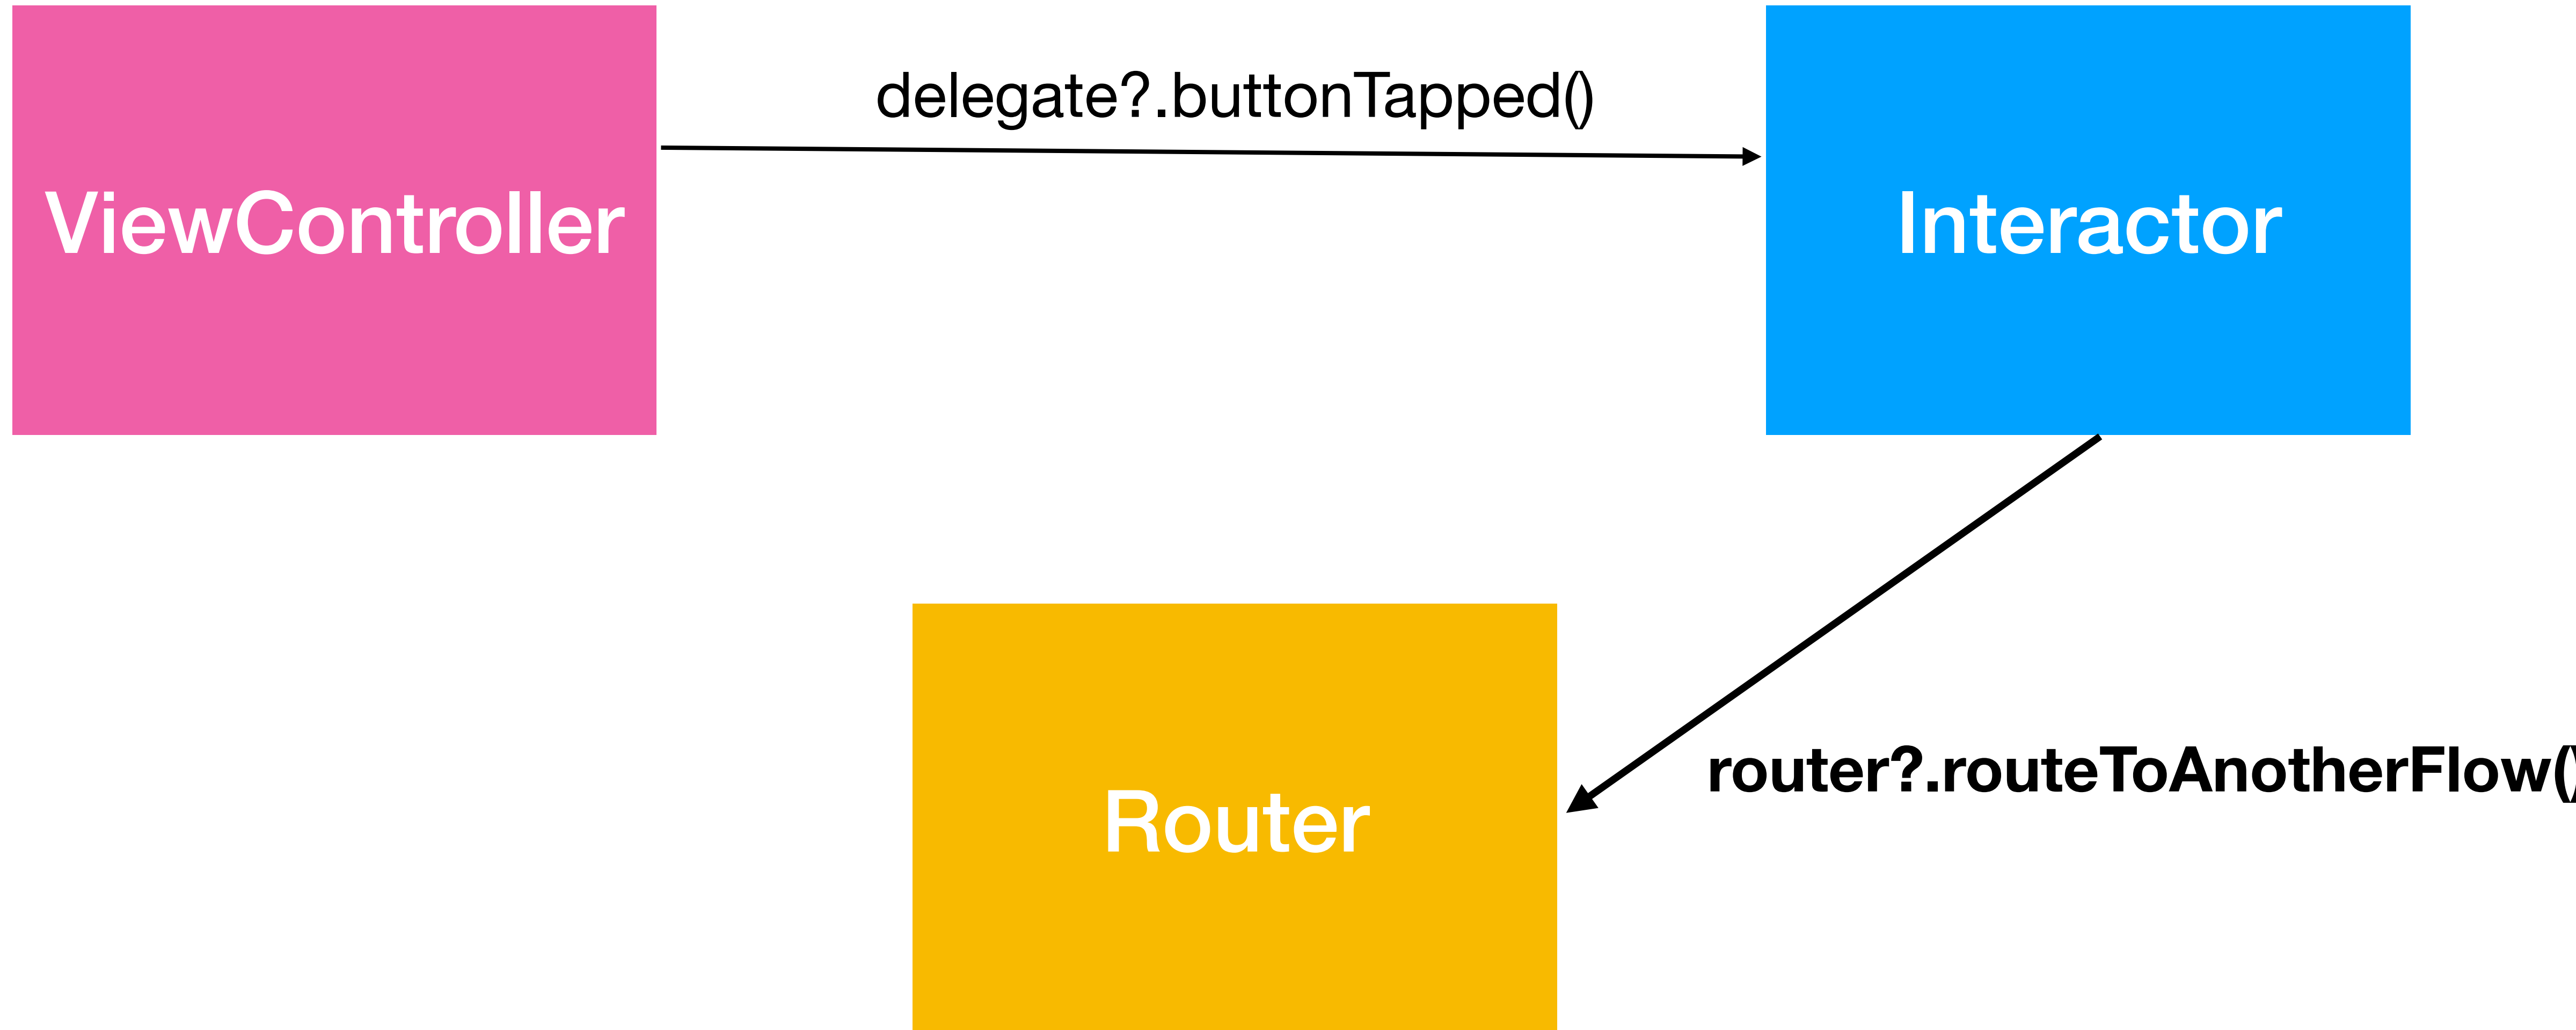 delegate?.buttonTapped()
ViewController
Interactor
router?.routeToAnotherFlow()
Router